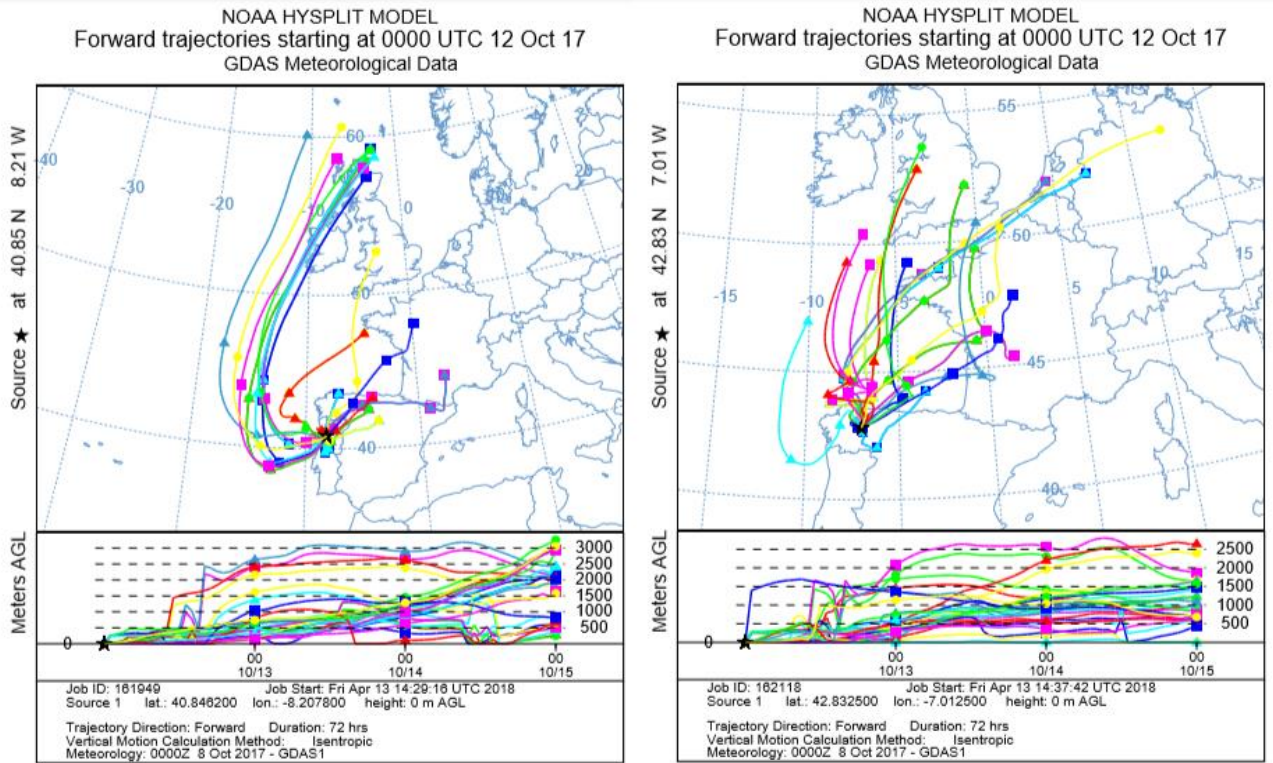 NOAA HYSPLIT MODEL
Forward trajectories starting at 0000 UTC 12 Oct 17
GDAS Meteorological Data
Source ★ at 40.85 N 8.21 W
40
-30
-20
-10
0
60
20
40
Meters AGL
3000
2500
2000
1500
1000
500
0
00 00 00
10/13 10/14 10/15
Job ID: 161949 Job Start: Fri Apr 13 14:29:16 UTC 2018
Source 1 lat.: 40.846200 lon.: -8.207800 height: 0 m AGL
Trajectory Direction: Forward Duration: 72 hrs
Vertical Motion Calculation Method: Isentropic
Meteorology: 0000Z 8 Oct 2017 - GDAS1
NOAA HYSPLIT MODEL
Forward trajectories starting at 0000 UTC 12 Oct 17
GDAS Meteorological Data
Source ★ at 42.83 N 7.01 W
55
50
15
10
5
0
-15
-10
45
40
Meters AGL
2500
2000
1500
1000
500
0
00 00 00
10/13 10/14 10/15
Job ID: 162118 Job Start: Fri Apr 13 14:37:42 UTC 2018
Source 1 lat.: 42.832500 lon.: -7.012500 height: 0 m AGL
Trajectory Direction: Forward Duration: 72 hrs
Vertical Motion Calculation Method: Isentropic
Meteorology: 0000Z 8 Oct 2017 - GDAS1